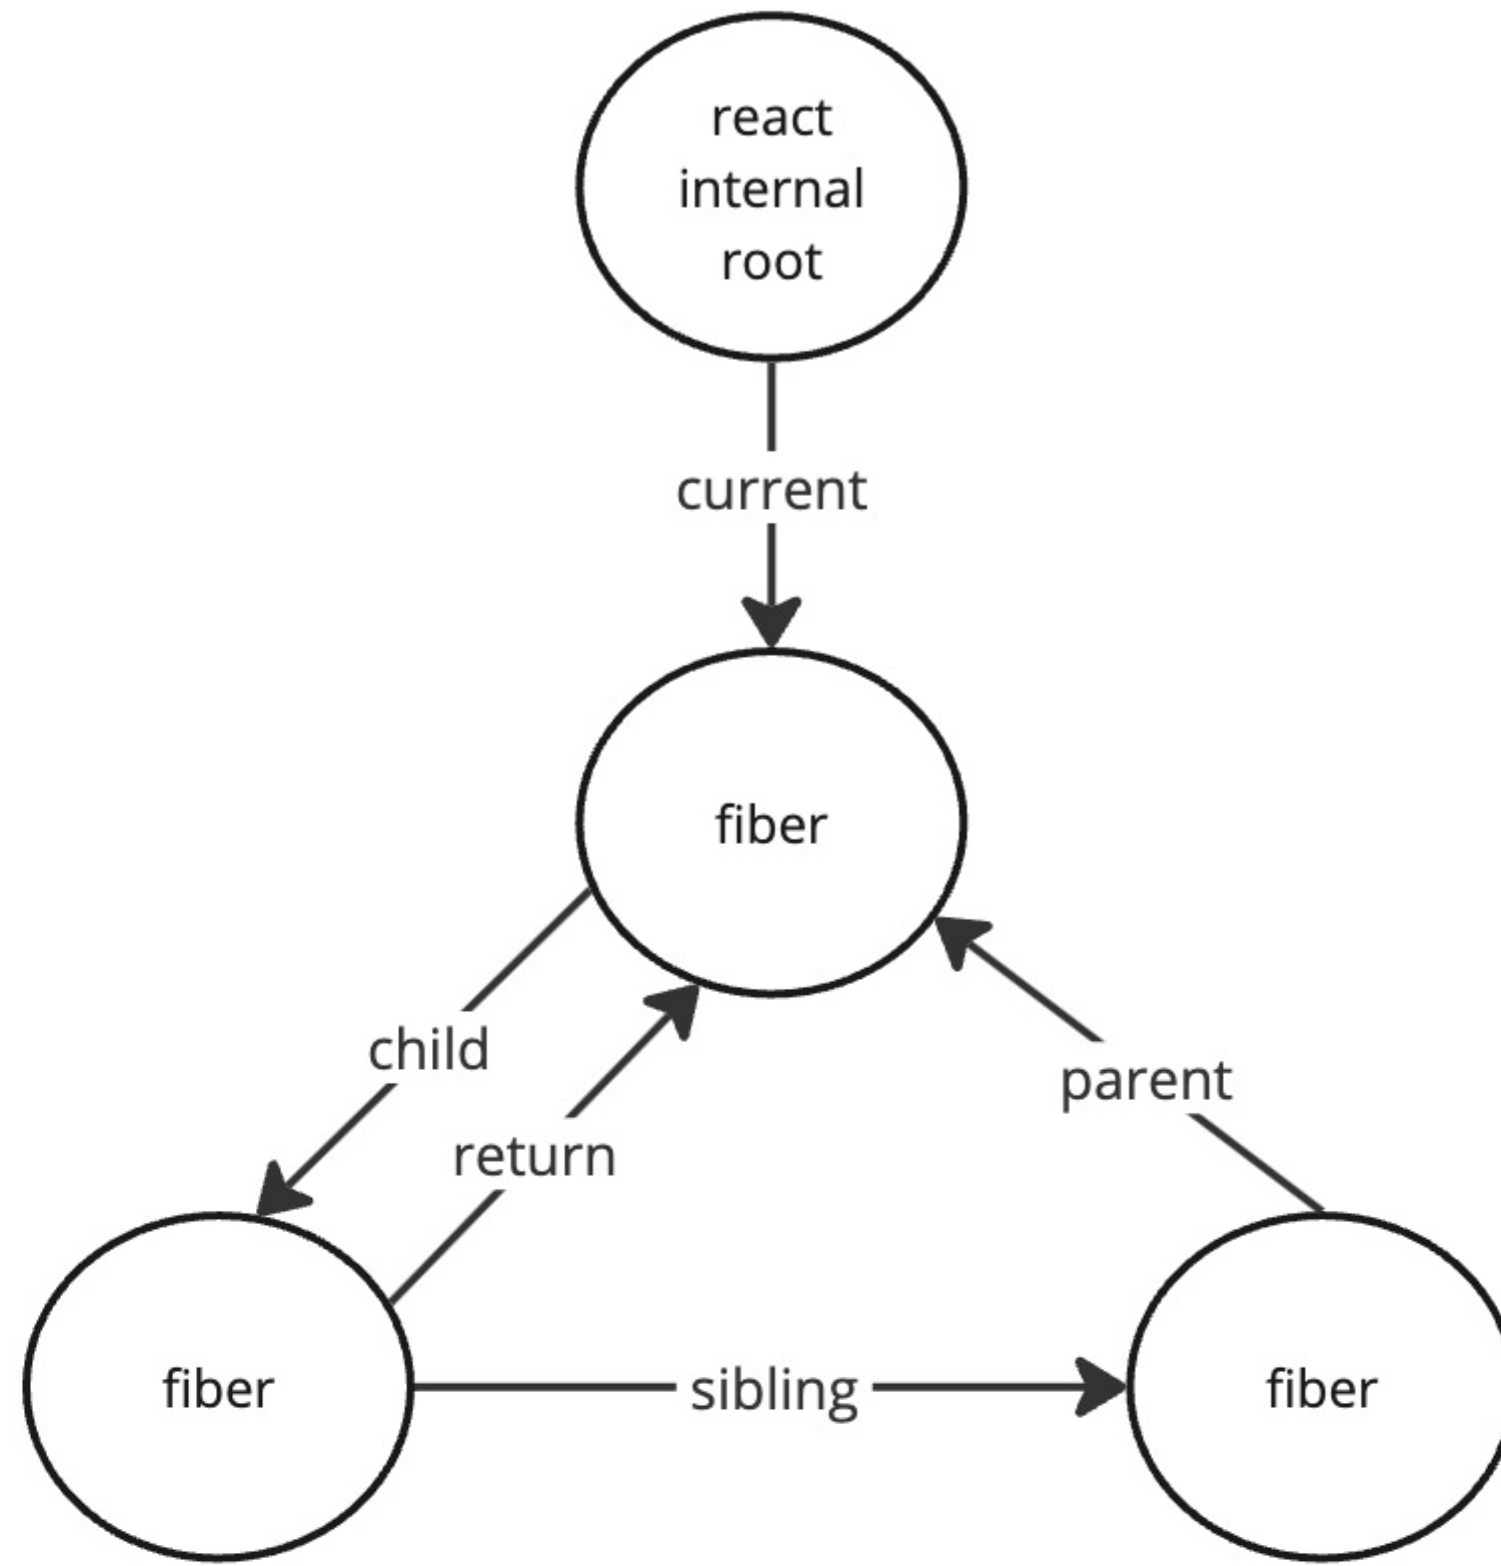 react
internal
root
current
fiber
child
parent
return
fiber
sibling
fiber